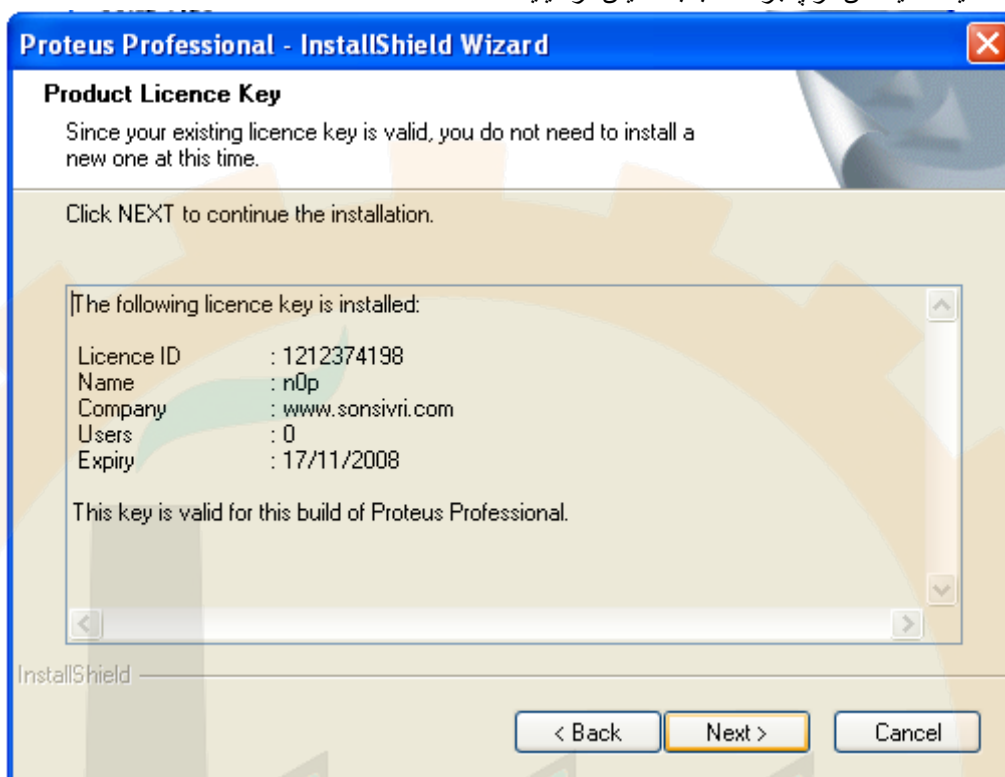 Proteus Professional - InstallShield Wizard
Product Licence Key
Since your existing licence key is valid, you do not need to install a
new one at this time.
Click NEXT to continue the installation.
The following licence key is installed:
Licence ID : 1212374198
Name : n0p
Company : www.sonsivri.com
Users : 0
Expiry : 17/11/2008
This key is valid for this build of Proteus Professional.
InstallShield
< Back Next > Cancel